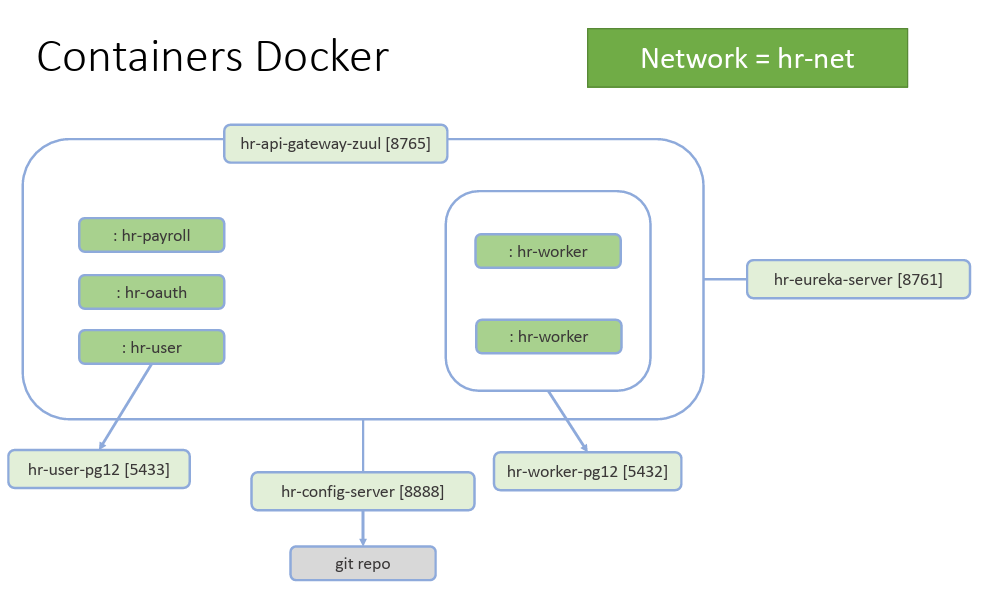 Containers Docker
Network = hr-net
hr-api-gateway-zuul [8765]
: hr-payroll
: hr-worker
: hr-oauth
hr-eureka-server [8761]
: hr-worker
: hr-user
hr-user-pg12 [5433]
hr-worker-pg12 [5432]
hr-config-server [8888]
git repo